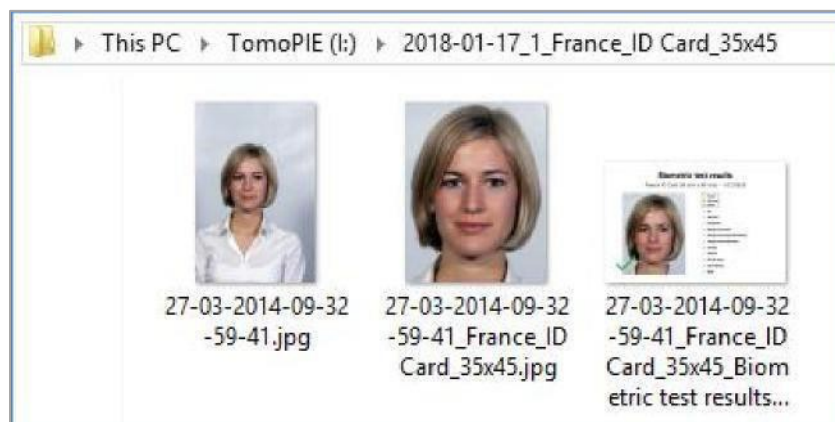 This PC TomoPIE (I:) 2018-01-17_1_France_ID Card_35x45
Biometric test results
27-03-2014-09-32
-59-41.jpg
27-03-2014-09-32
-59-41_France_ID
Card_35x45.jpg
27-03-2014-09-32
-59-41_France_ID
Card_35x45_Biom
etric test results...